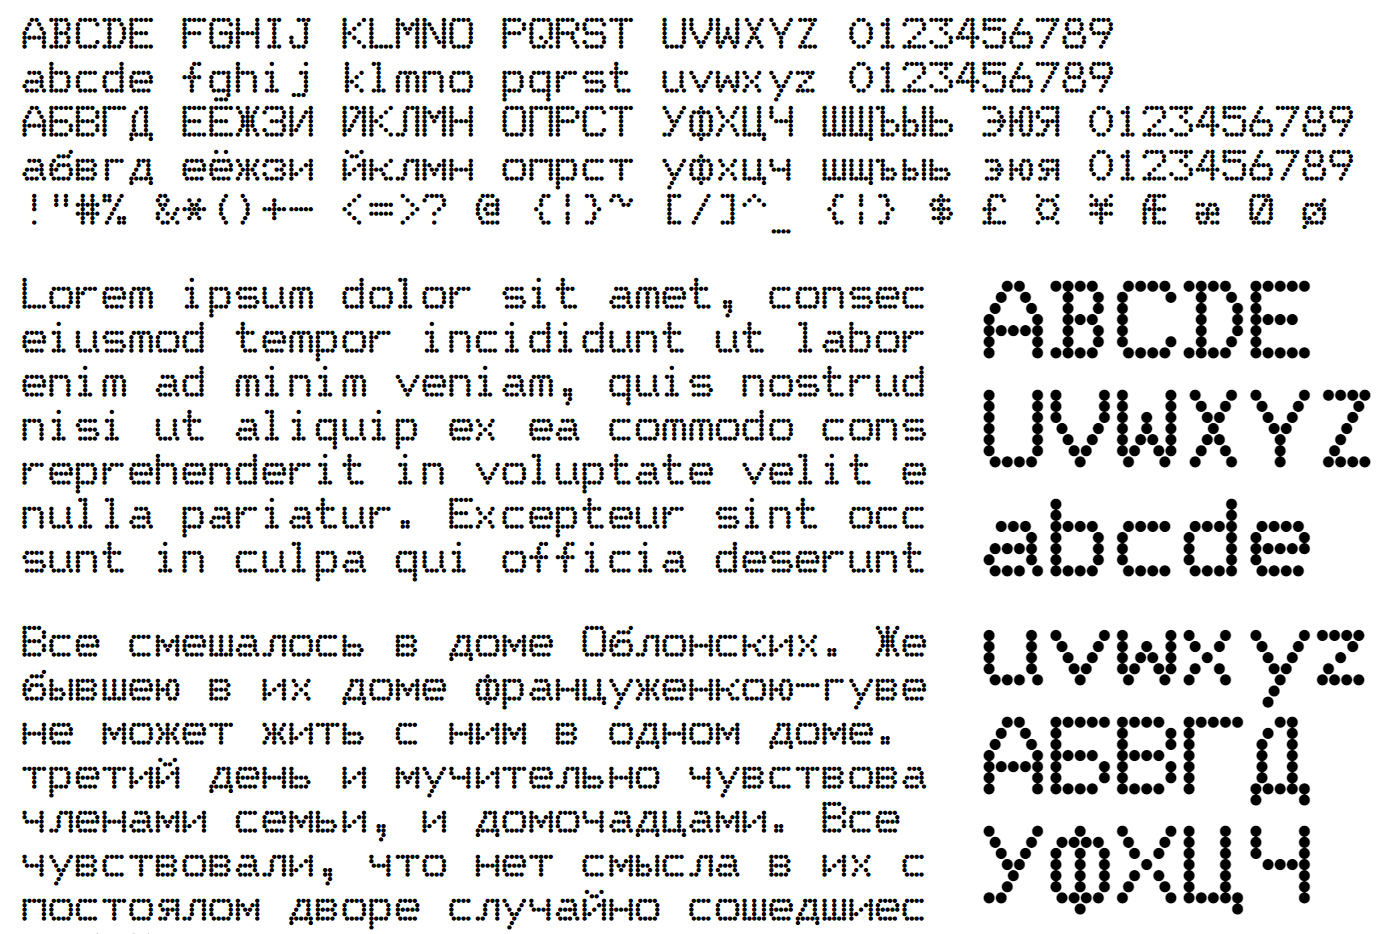 ABCDE FGHIJ KLMNO PQRST UVWXYZ 0123456789
abcde fghij klmno pqrst uvwxyz 0123456789
АБВГД ЕЁЖЗИ ЙКЛМН ОПРСТ УФХЦЧ ШЩЪЫЬ ЭЮЯ 0123456789
абвгд еёжзи йклмн опрст уфхцч шщъыь эюя 0123456789
!"#% &*()+− <=>? @ {¦}~ [/]^_ {¦} $ £ ¤ ¥ Æ æ Ø ø
Lorem ipsum dolor sit amet, consec
eiusmod tempor incididunt ut labor
enim ad minim veniam, quis nostrud
nisi ut aliquip ex ea commodo cons
reprehenderit in voluptate velit e
nulla pariatur. Excepteur sint occ
sunt in culpa qui officia deserunt
Все смешалось в доме Облонских. Же
бывшею в их доме француженкою-гуве
не может жить с ним в одном доме.
третий день и мучительно чувствова
членами семьи, и домочадцами. Все
чувствовали, что нет смысла в их с
постоялом дворе случайно сошедшиес
ABCDE
UVWXYZ
abcde
uvwxyz
АБВГД
УФХЦЧ